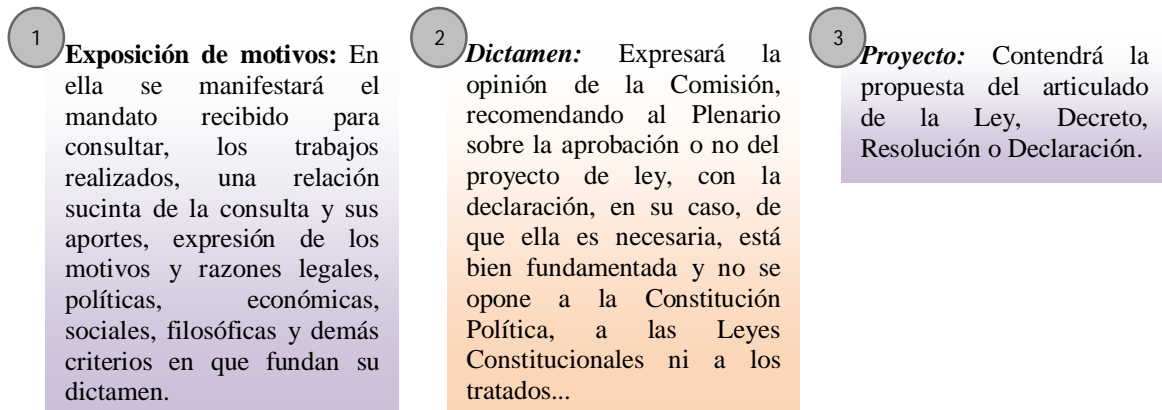 1
Exposición de motivos: En
ella se manifestará el
mandato recibido para
consultar, los trabajos
realizados, una relación
sucinta de la consulta y sus
aportes, expresión de los
motivos y razones legales,
políticas, económicas,
sociales, filosóficas y demás
criterios en que fundan su
dictamen.
2
Dictamen: Expresará la
opinión de la Comisión,
recomendando al Plenario
sobre la aprobación o no del
proyecto de ley, con la
declaración, en su caso, de
que ella es necesaria, está
bien fundamentada y no se
opone a la Constitución
Política, a las Leyes
Constitucionales ni a los
tratados...
3
Proyecto: Contendrá la
propuesta del articulado
de la Ley, Decreto,
Resolución o Declaración.